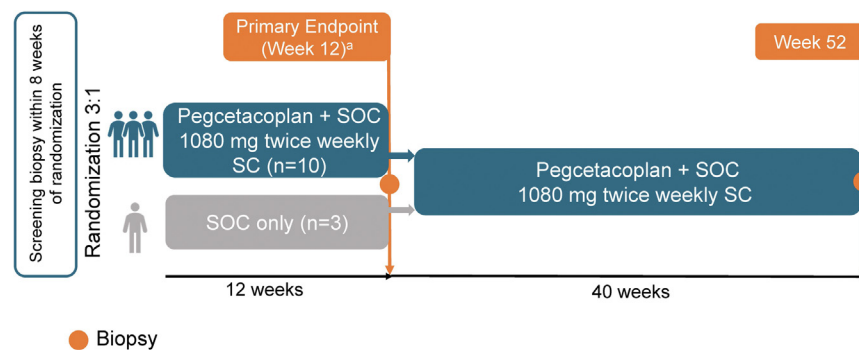 Screening biopsy within 8 weeks
of randomization
Randomization 3:1
Primary Endpoint
(Week 12)ᵃ
Week 52
Pegcetacoplan + SOC
1080 mg twice weekly
SC (n=10)
SOC only (n=3)
Pegcetacoplan + SOC
1080 mg twice weekly SC
12 weeks
40 weeks
Biopsy